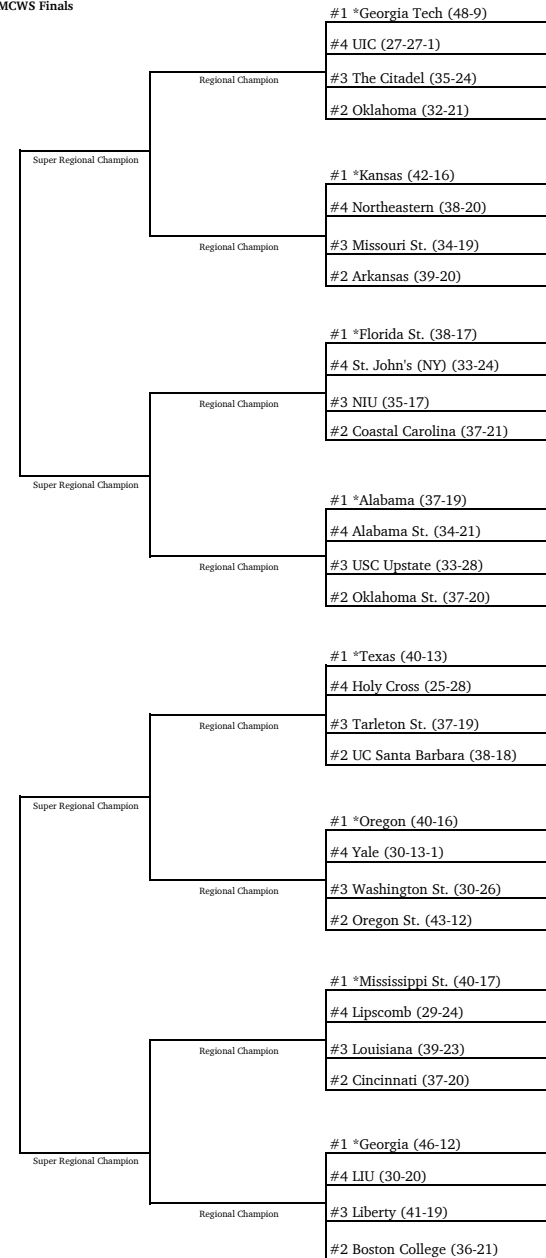 MCWS Finals
#1 *Georgia Tech (48-9)
#4 UIC (27-27-1)
Regional Champion
#3 The Citadel (35-24)
#2 Oklahoma (32-21)
Super Regional Champion
#1 *Kansas (42-16)
#4 Northeastern (38-20)
Regional Champion
#3 Missouri St. (34-19)
#2 Arkansas (39-20)
#1 *Florida St. (38-17)
#4 St. John's (NY) (33-24)
Regional Champion
#3 NIU (35-17)
#2 Coastal Carolina (37-21)
Super Regional Champion
#1 *Alabama (37-19)
#4 Alabama St. (34-21)
Regional Champion
#3 USC Upstate (33-28)
#2 Oklahoma St. (37-20)
#1 *Texas (40-13)
#4 Holy Cross (25-28)
Regional Champion
#3 Tarleton St. (37-19)
#2 UC Santa Barbara (38-18)
Super Regional Champion
#1 *Oregon (40-16)
#4 Yale (30-13-1)
Regional Champion
#3 Washington St. (30-26)
#2 Oregon St. (43-12)
#1 *Mississippi St. (40-17)
#4 Lipscomb (29-24)
Regional Champion
#3 Louisiana (39-23)
#2 Cincinnati (37-20)
#1 *Georgia (46-12)
Super Regional Champion
#4 LIU (30-20)
Regional Champion
#3 Liberty (41-19)
#2 Boston College (36-21)